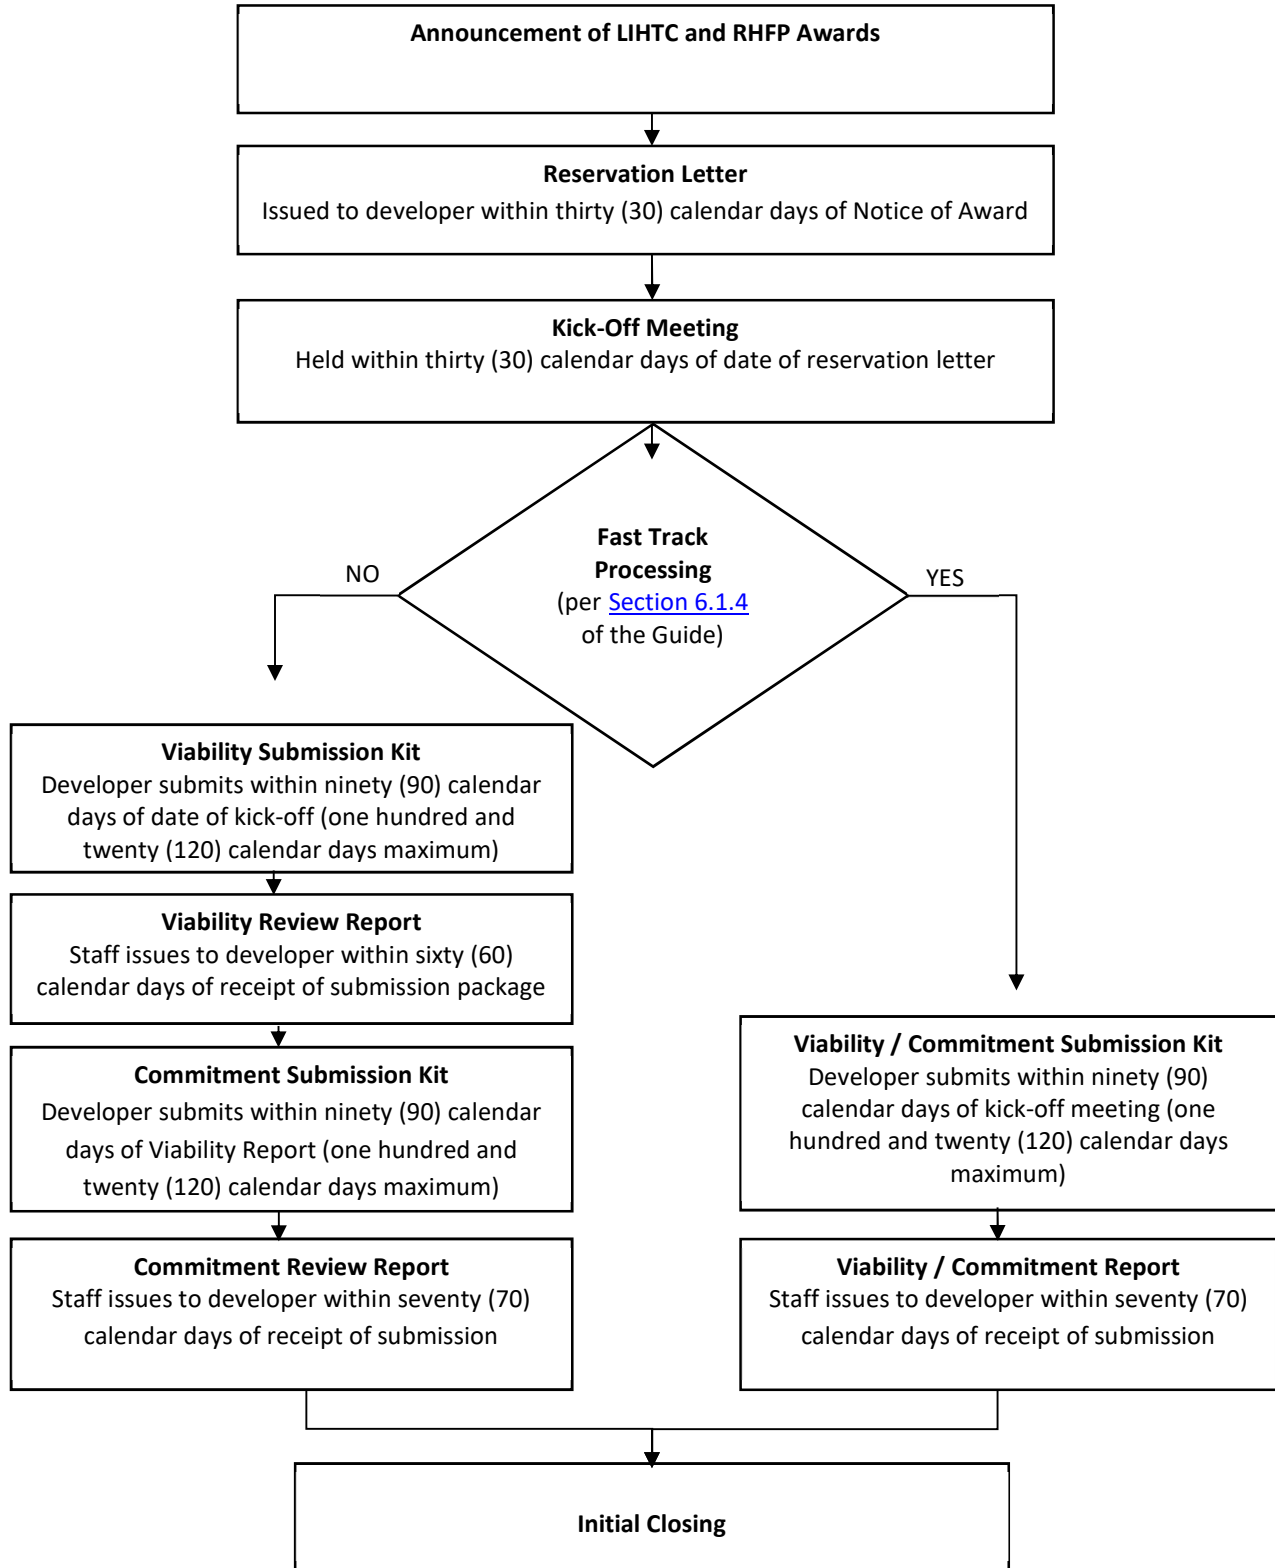 Announcement of LIHTC and RHFP Awards
Reservation Letter
Issued to developer within thirty (30) calendar days of Notice of Award
Kick-Off Meeting
Held within thirty (30) calendar days of date of reservation letter
Fast Track
Processing
(per Section 6.1.4
of the Guide)
NO
YES
Viability Submission Kit
Developer submits within ninety (90) calendar
days of date of kick-off (one hundred and
twenty (120) calendar days maximum)
Viability Review Report
Staff issues to developer within sixty (60)
calendar days of receipt of submission package
Commitment Submission Kit
Developer submits within ninety (90) calendar
days of Viability Report (one hundred and
twenty (120) calendar days maximum)
Commitment Review Report
Staff issues to developer within seventy (70)
calendar days of receipt of submission
Viability / Commitment Submission Kit
Developer submits within ninety (90)
calendar days of kick-off meeting (one
hundred and twenty (120) calendar days
maximum)
Viability / Commitment Report
Staff issues to developer within seventy (70)
calendar days of receipt of submission
Initial Closing